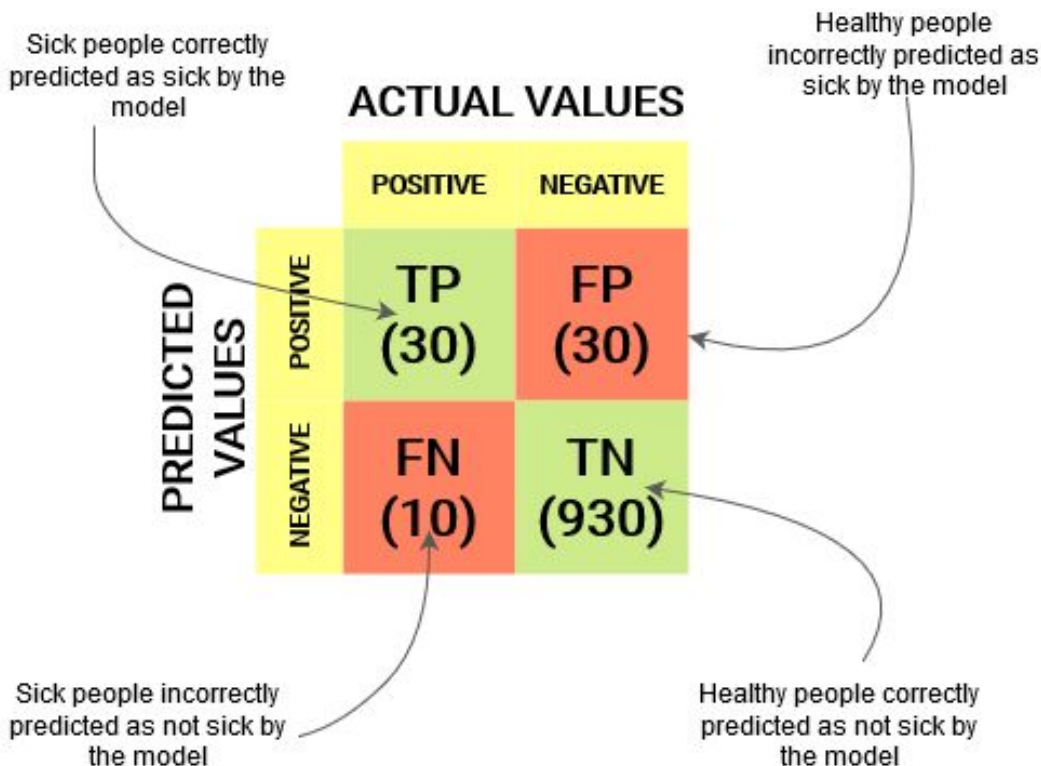 Sick people correctly
predicted as sick by the
model
Healthy people
incorrectly predicted as
sick by the model
ACTUAL VALUES
POSITIVE
NEGATIVE
PREDICTED
VALUES
POSITIVE
TP
(30)
FP
(30)
NEGATIVE
FN
(10)
TN
(930)
Sick people incorrectly
predicted as not sick by
the model
Healthy people correctly
predicted as not sick by
the model